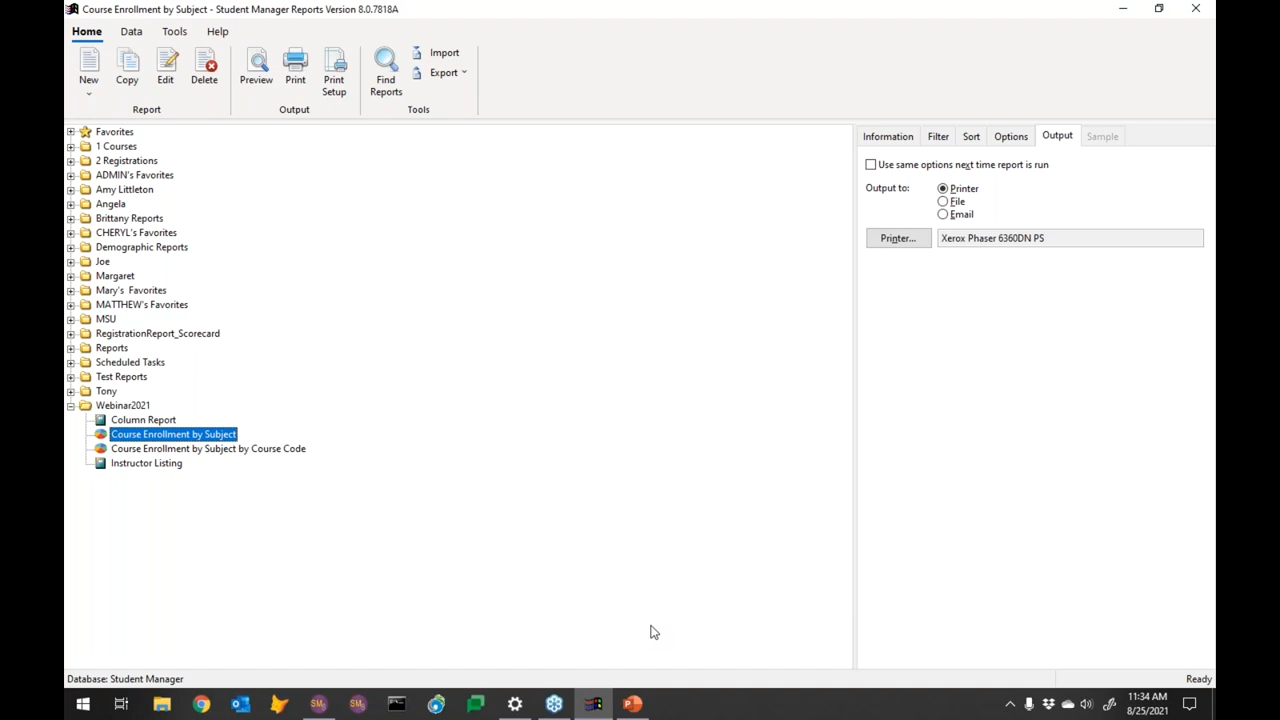 Course Enrollment by Subject - Student Manager Reports Version 8.0.7818A
Home Data Tools Help
New Copy Edit Delete Preview Print Print Setup Find Reports Import Export
Report Output Tools
Favorites
1 Courses
2 Registrations
ADMIN's Favorites
Amy Littleton
Angela
Brittany Reports
CHERYL's Favorites
Demographic Reports
Joe
Margaret
Mary's Favorites
MATTHEW's Favorites
MSU
RegistrationReport_Scorecard
Reports
Scheduled Tasks
Test Reports
Tony
Webinar2021
Column Report
Course Enrollment by Subject
Course Enrollment by Subject by Course Code
Instructor Listing
Information Filter Sort Options Output Sample
Use same options next time report is run
Output to: Printer
File
Email
Printer... Xerox Phaser 6360DN PS
Database: Student Manager Ready
SM SM
11:34 AM
8/25/2021